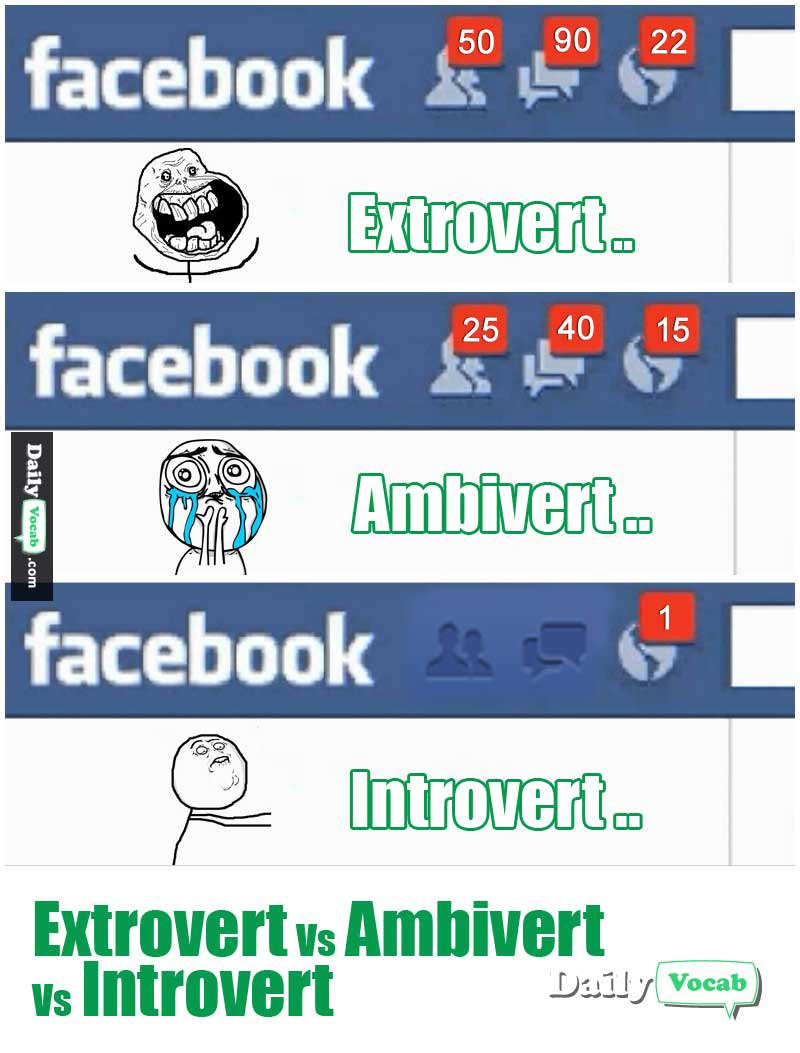 facebook 50 90 22
Extrovert..
facebook 25 40 15
Ambivert..
Daily Vocab .com
facebook 1
Introvert..
Extrovert Vs Ambivert
Vs Introvert
Daily Vocab